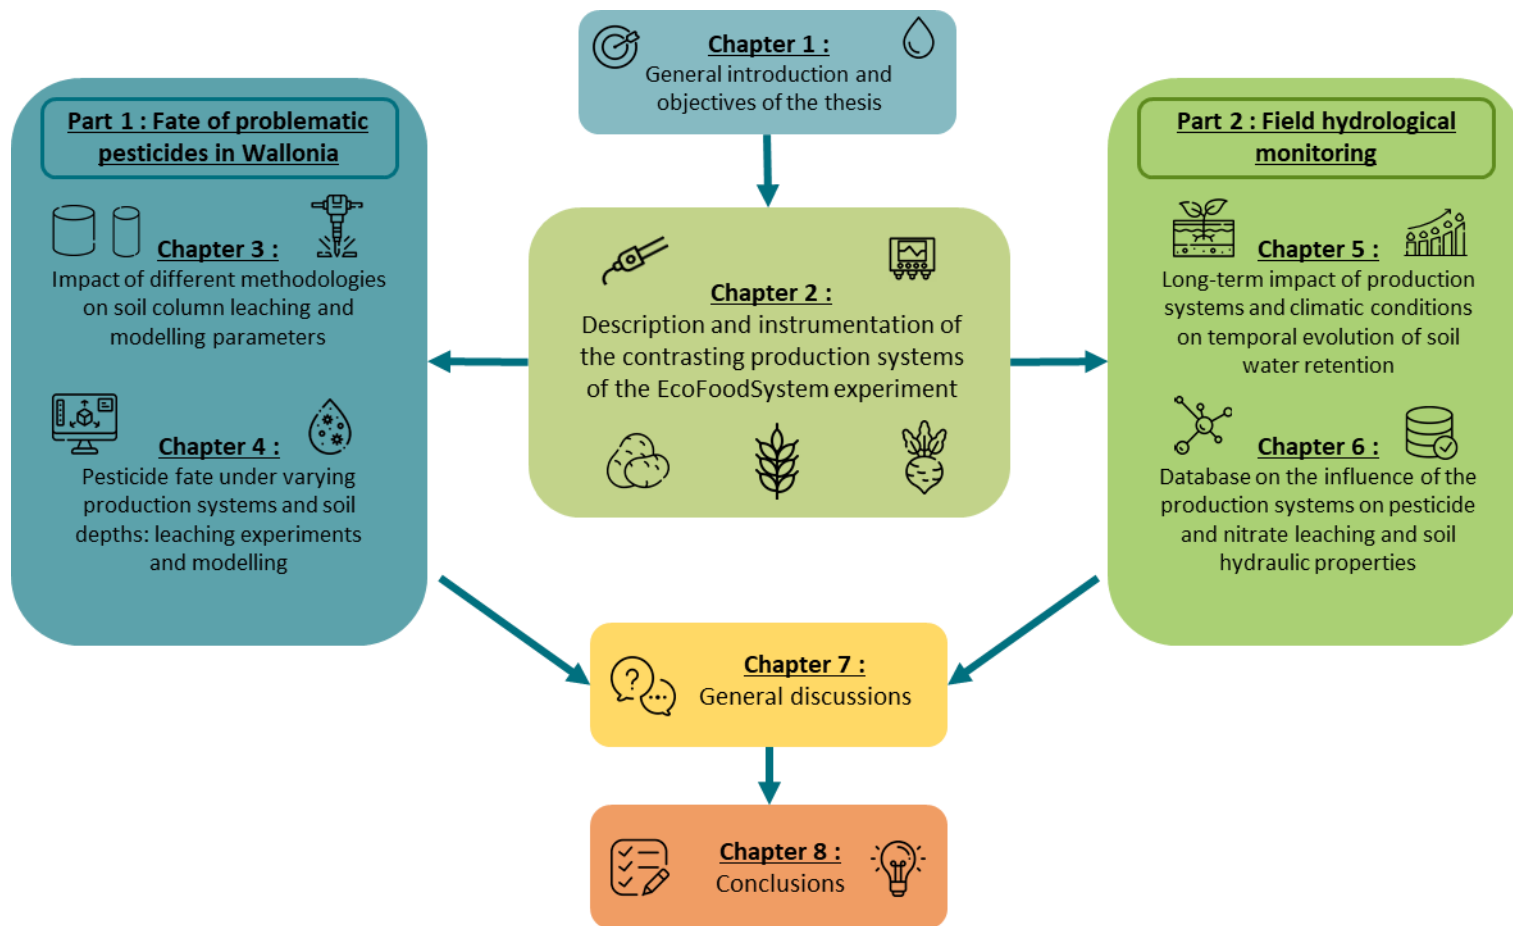 Chapter 1 :
General introduction and
objectives of the thesis
Part 1 : Fate of problematic
pesticides in Wallonia
Chapter 3 :
Impact of different methodologies
on soil column leaching and
modelling parameters
Chapter 4 :
Pesticide fate under varying
production systems and soil
depths: leaching experiments
and modelling
Chapter 2 :
Description and instrumentation of
the contrasting production systems
of the EcoFoodSystem experiment
Part 2 : Field hydrological
monitoring
Chapter 5 :
Long-term impact of production
systems and climatic conditions
on temporal evolution of soil
water retention
Chapter 6 :
Database on the influence of the
production systems on pesticide
and nitrate leaching and soil
hydraulic properties
Chapter 7 :
General discussions
Chapter 8 :
Conclusions